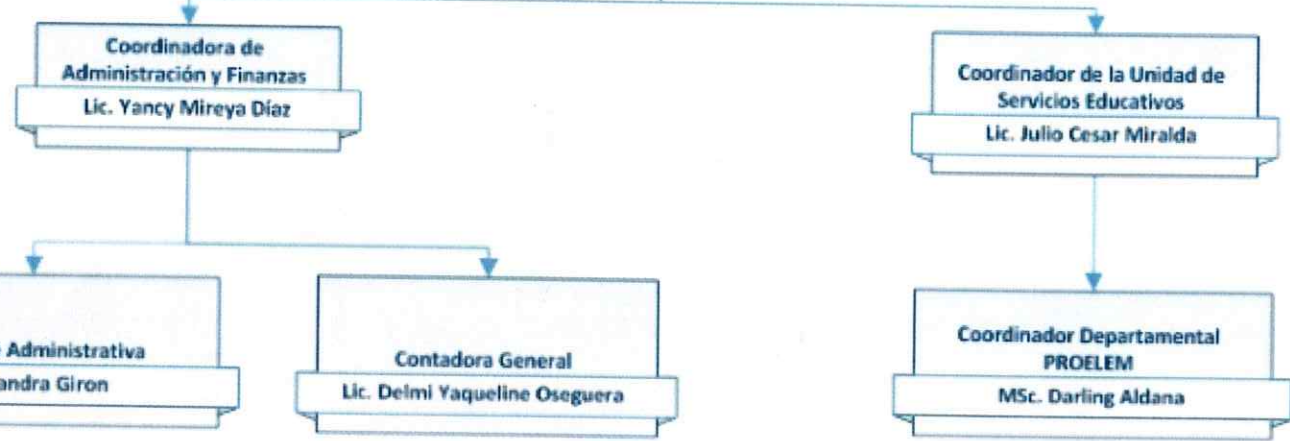 Coordinadora de
Administración y Finanzas
Lic. Yancy Mireya Díaz
Coordinador de la Unidad de
Servicios Educativos
Lic. Julio Cesar Miralda
Administrativa
andra Giron
Contadora General
Lic. Delmi Yaqueline Oseguera
Coordinador Departamental
PROELEM
MSc. Darling Aldana